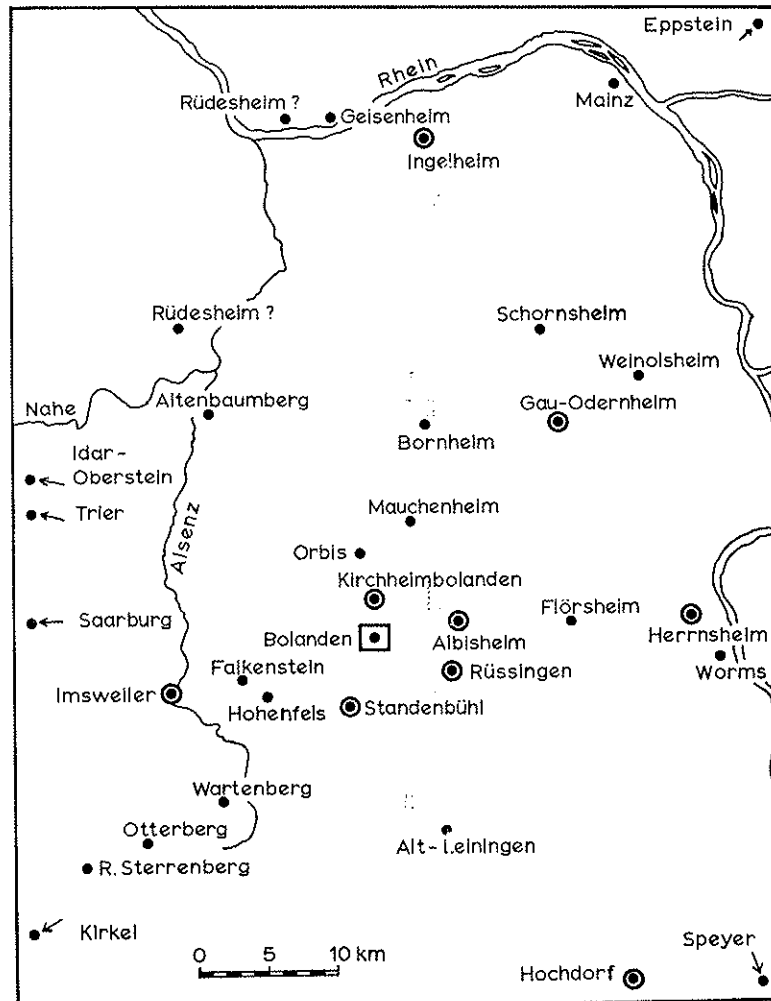 Eppstein
Rhein
Mainz
Rüdesheim ?
Geisenheim
Ingelheim
Rüdesheim ?
Schornsheim
Weinolsheim
Nahe
Altenbaumberg
Gau-Odernheim
Bornheim
Idar-
Oberstein
Trier
Alsenz
Mauchenheim
Orbis
Kirchheimbolanden
Saarburg
Bolanden
Albisheim
Flörsheim
Herrnsheim
Worms
Falkenstein
Rüssingen
Imsweiler
Hohenfels
Standenbühl
Wartenberg
Otterberg
Alt-Leiningen
R. Sterrenberg
Kirkel
0 5 10 km
Speyer
Hochdorf